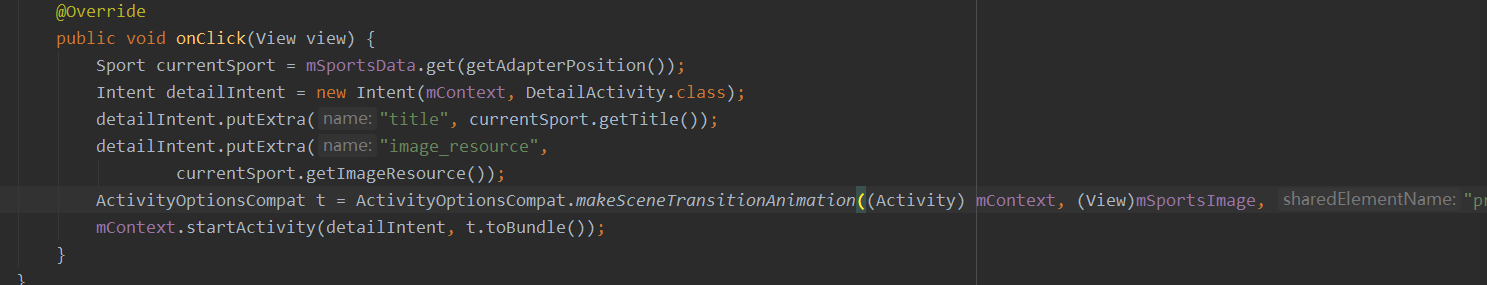 @Override
public void onClick(View view) {
Sport currentSport = mSportsData.get(getAdapterPosition());
Intent detailIntent = new Intent(mContext, DetailActivity.class);
detailIntent.putExtra( name: "title", currentSport.getTitle());
detailIntent.putExtra( name: "image_resource",
currentSport.getImageResource());
ActivityOptionsCompat t = ActivityOptionsCompat.makeSceneTransitionAnimation((Activity) mContext, (View)mSportsImage, sharedElementName:
mContext.startActivity(detailIntent, t.toBundle());
}
}